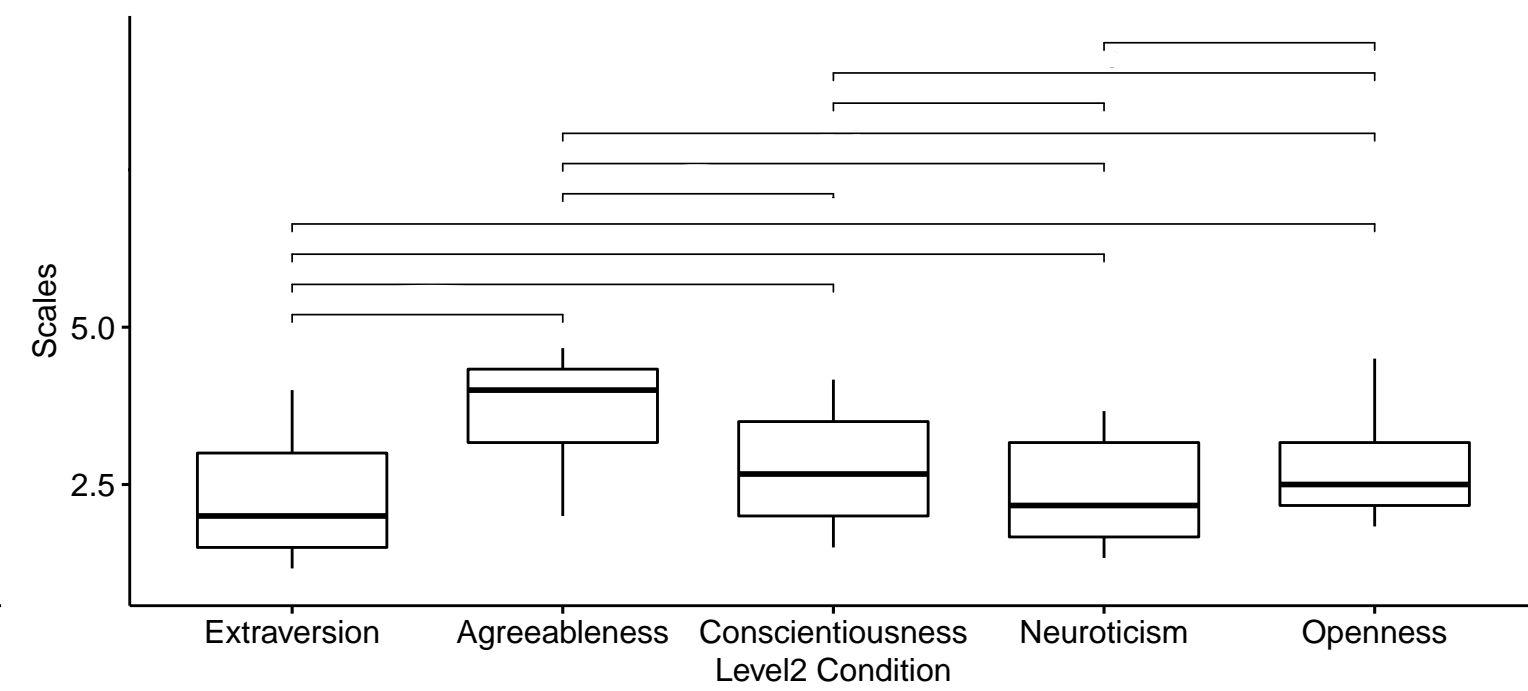 Scales
5.0
2.5
Extraversion Agreeableness Conscientiousness Neuroticism Openness
Level2 Condition